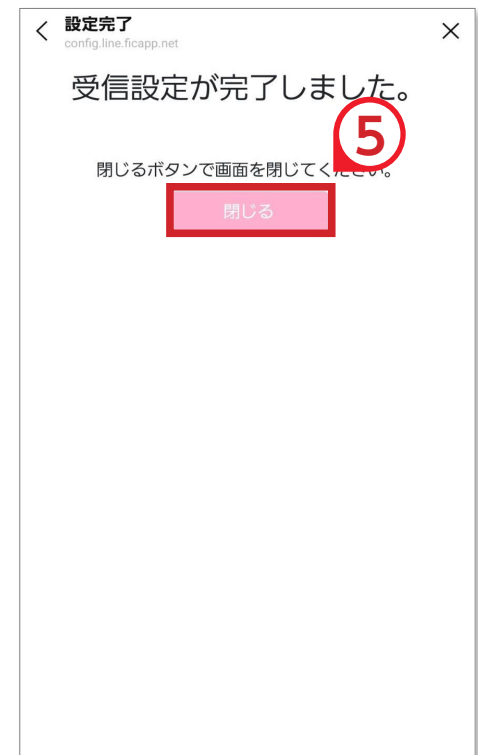 設定完了
config.line.ficapp.net
受信設定が完了しました。
5
閉じるボタンで画面を閉じてください。
閉じる